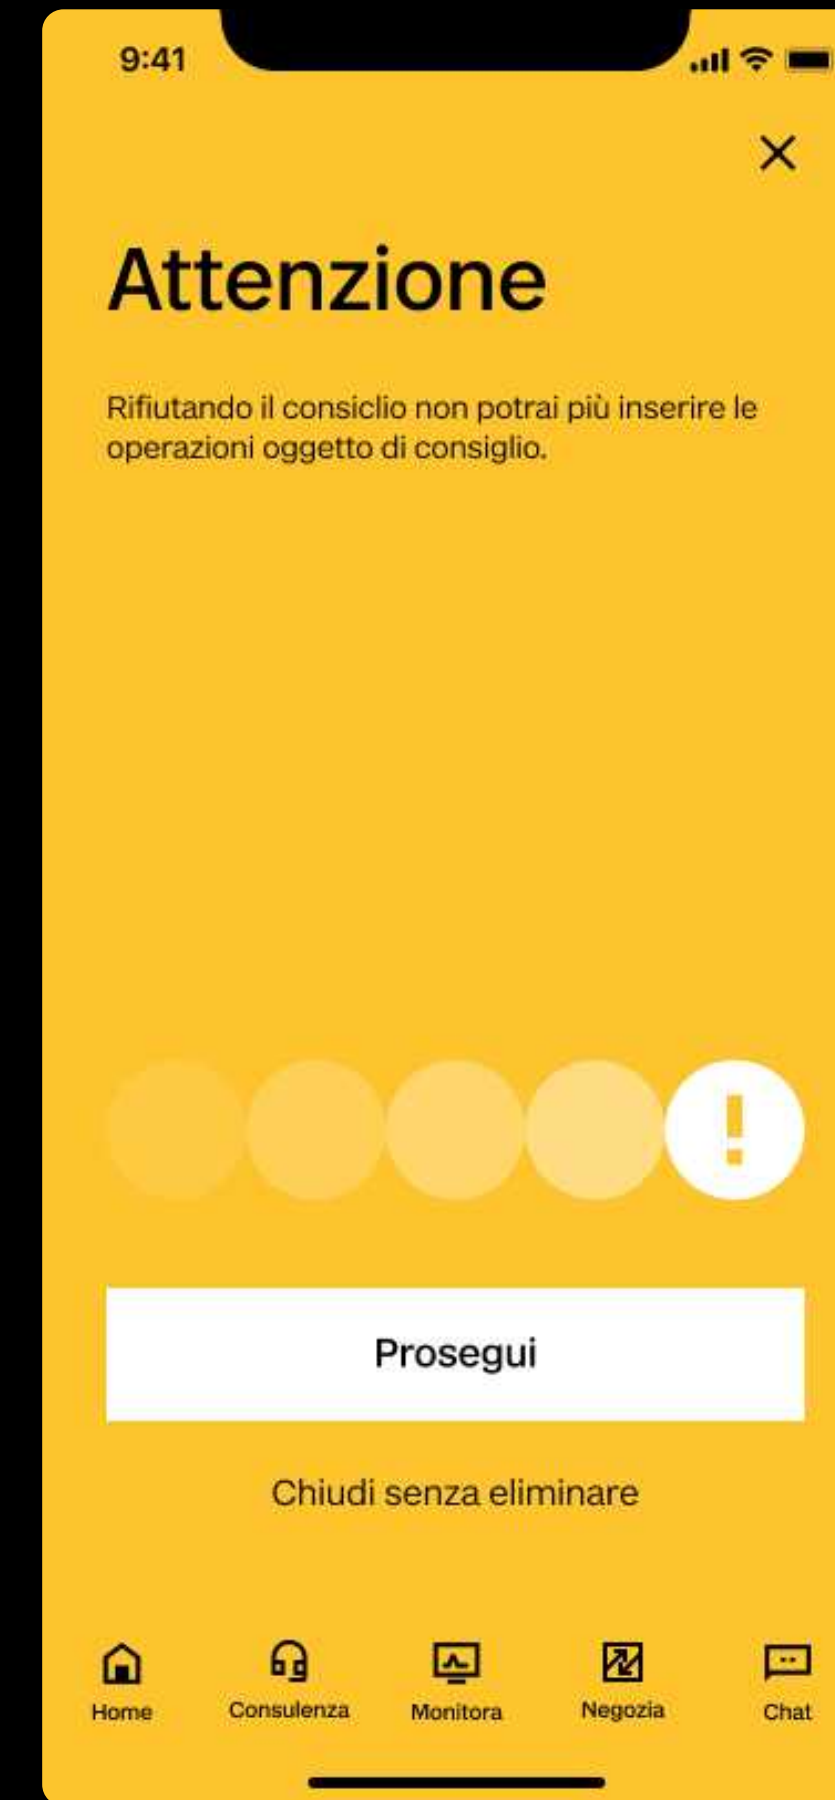 9:41
Attenzione
Rifiutando il consiclio non potrai più inserire le
operazioni oggetto di consiglio.
!
Prosegui
Chiudi senza eliminare
Home Consulenza Monitora Negozia Chat